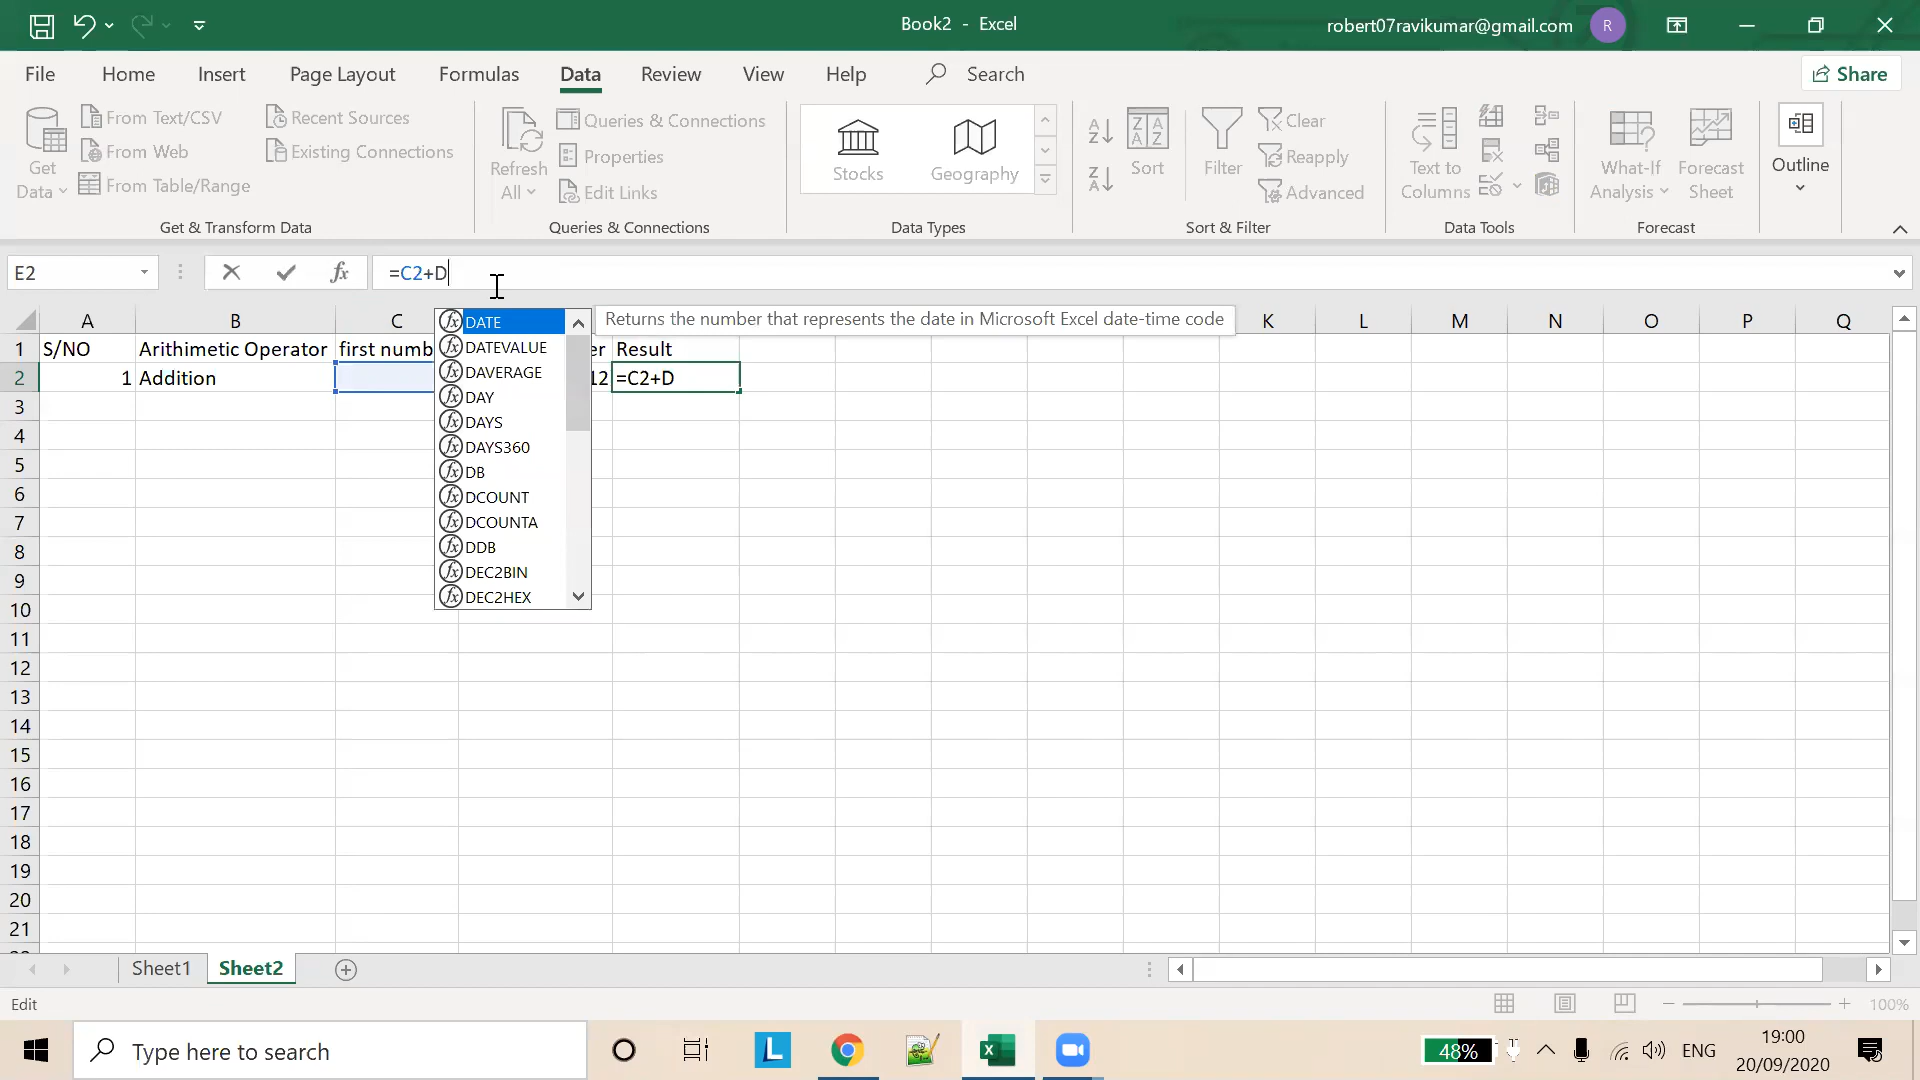 Book2 - Excel
robert07ravikumar@gmail.com
R
File Home Insert Page Layout Formulas Data Review View Help Search
Share
Get Data
From Text/CSV
From Web
From Table/Range
Recent Sources
Existing Connections
Get & Transform Data
Refresh All
Queries & Connections
Properties
Edit Links
Queries & Connections
Stocks
Geography
Data Types
Sort
Filter
Clear
Reapply
Advanced
Sort & Filter
Text to Columns
Data Tools
What-If Analysis
Forecast Sheet
Forecast
Outline
E2
fx
=C2+D
A B C K L M N O P Q
1 S/NO Arithimetic Operator first numb er Result
2 1 Addition 12 =C2+D
DATE
DATEVALUE
DAVERAGE
DAY
DAYS
DAYS360
DB
DCOUNT
DCOUNTA
DDB
DEC2BIN
DEC2HEX
Returns the number that represents the date in Microsoft Excel date-time code
3
4
5
6
7
8
9
10
11
12
13
14
15
16
17
18
19
20
21
Sheet1 Sheet2
Edit
100%
Type here to search
L
48%
ENG
19:00
20/09/2020